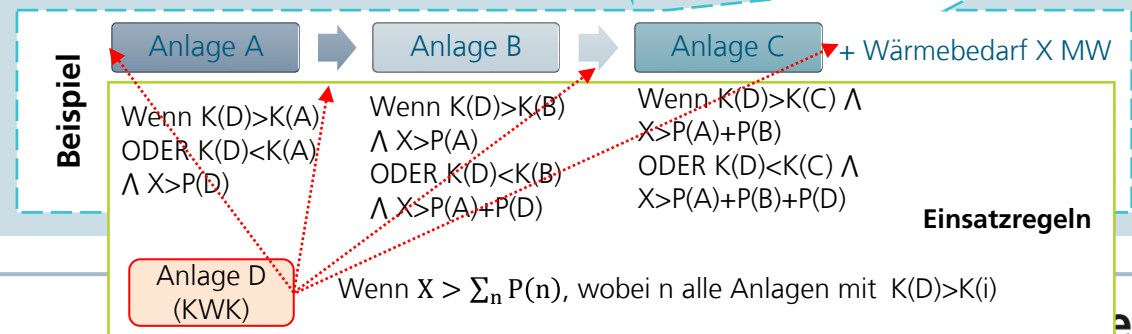 Beispiel
Anlage A
Anlage B
Anlage C
+ Wärmebedarf X MW
Wenn K(D)>K(A)
ODER K(D)<K(A)
Λ X>P(D)
Wenn K(D)>K(B)
Λ X>P(A)
ODER K(D)<K(B)
Λ X>P(A)+P(D)
Wenn K(D)>K(C) Λ
X>P(A)+P(B)
ODER K(D)<K(C) Λ
X>P(A)+P(B)+P(D)
Einsatzregeln
Anlage D
(KWK)
Wenn X > ∑ₙ P(n), wobei n alle Anlagen mit K(D)>K(i)